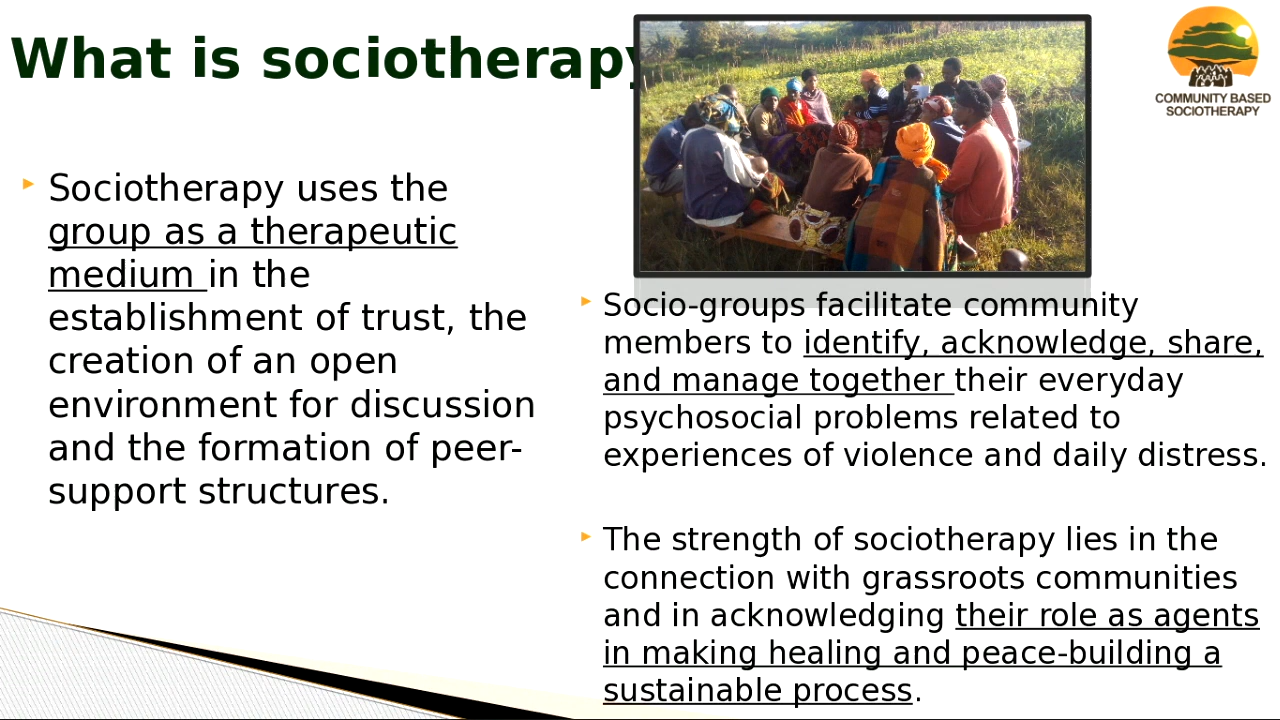 What is sociotherapy
COMMUNITY BASED
SOCIOTHERAPY
Sociotherapy uses the
group as a therapeutic
medium in the
establishment of trust, the
creation of an open
environment for discussion
and the formation of peer-
support structures.
Socio-groups facilitate community
members to identify, acknowledge, share,
and manage together their everyday
psychosocial problems related to
experiences of violence and daily distress.
The strength of sociotherapy lies in the
connection with grassroots communities
and in acknowledging their role as agents
in making healing and peace-building a
sustainable process.